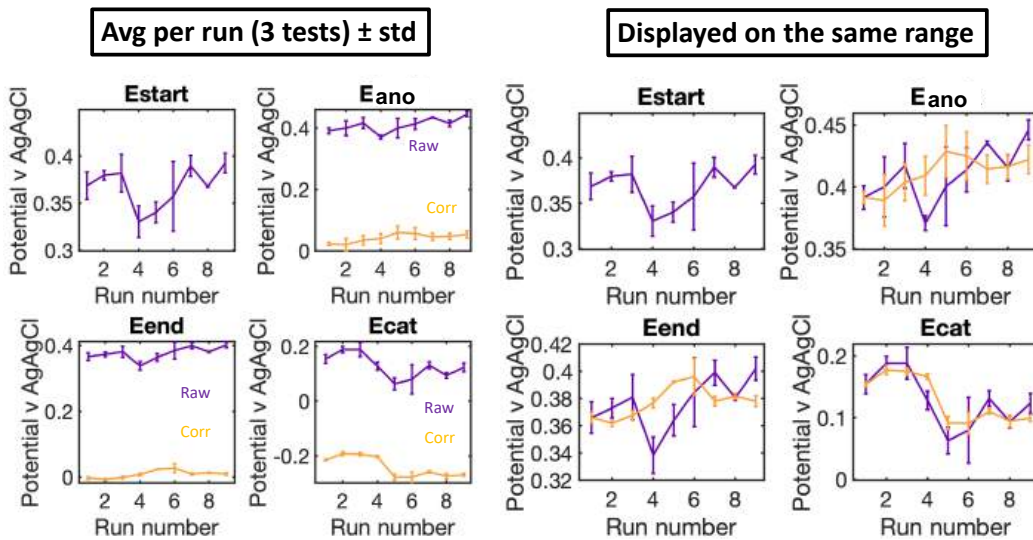 Avg per run (3 tests) ± std
Displayed on the same range
Estart
Potential v AgAgCl
0.4
0.35
0.3
2 4 6 8
Run number
Eano
Potential v AgAgCl
0.4
0.2
0
Raw
Corr
2 4 6 8
Run number
Estart
Potential v AgAgCl
0.4
0.35
0.3
2 4 6 8
Run number
Eano
Potential v AgAgCl
0.45
0.4
0.35
2 4 6 8
Run number
Eend
Potential v AgAgCl
0.4
0.2
0
Raw
Corr
2 4 6 8
Run number
Ecat
Potential v AgAgCl
0.2
0
-0.2
Raw
Corr
2 4 6 8
Run number
Eend
Potential v AgAgCl
0.42
0.4
0.38
0.36
0.34
0.32
2 4 6 8
Run number
Ecat
Potential v AgAgCl
0.2
0.1
0
2 4 6 8
Run number